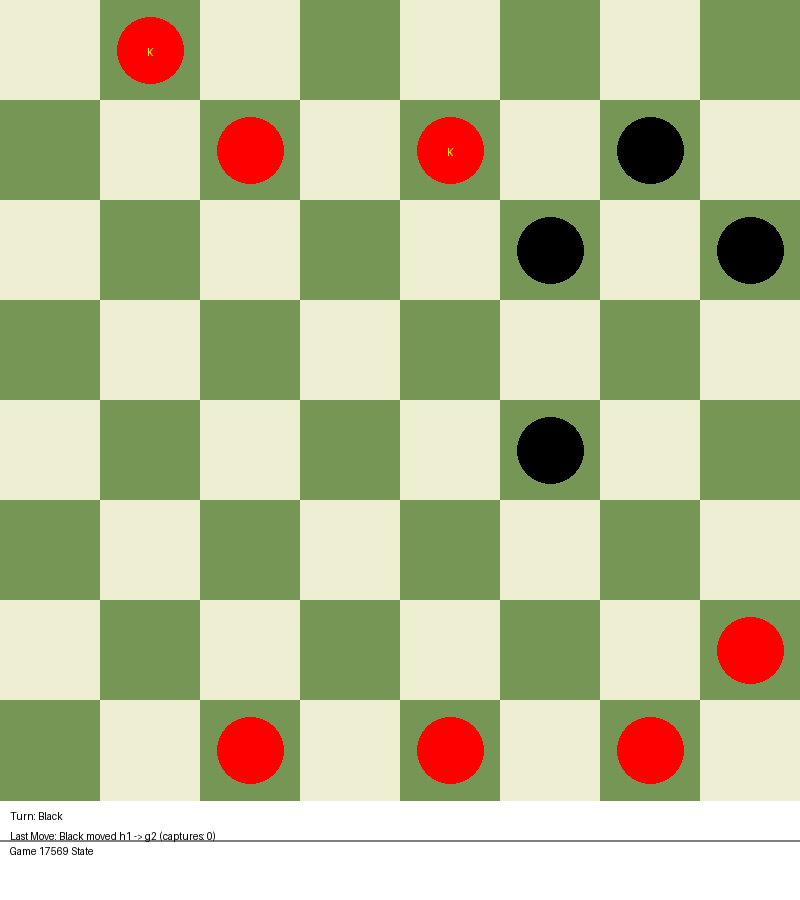 K
K
Turn: Black
Last Move: Black moved h1 -> g2 (captures: 0)
Game 17569 State